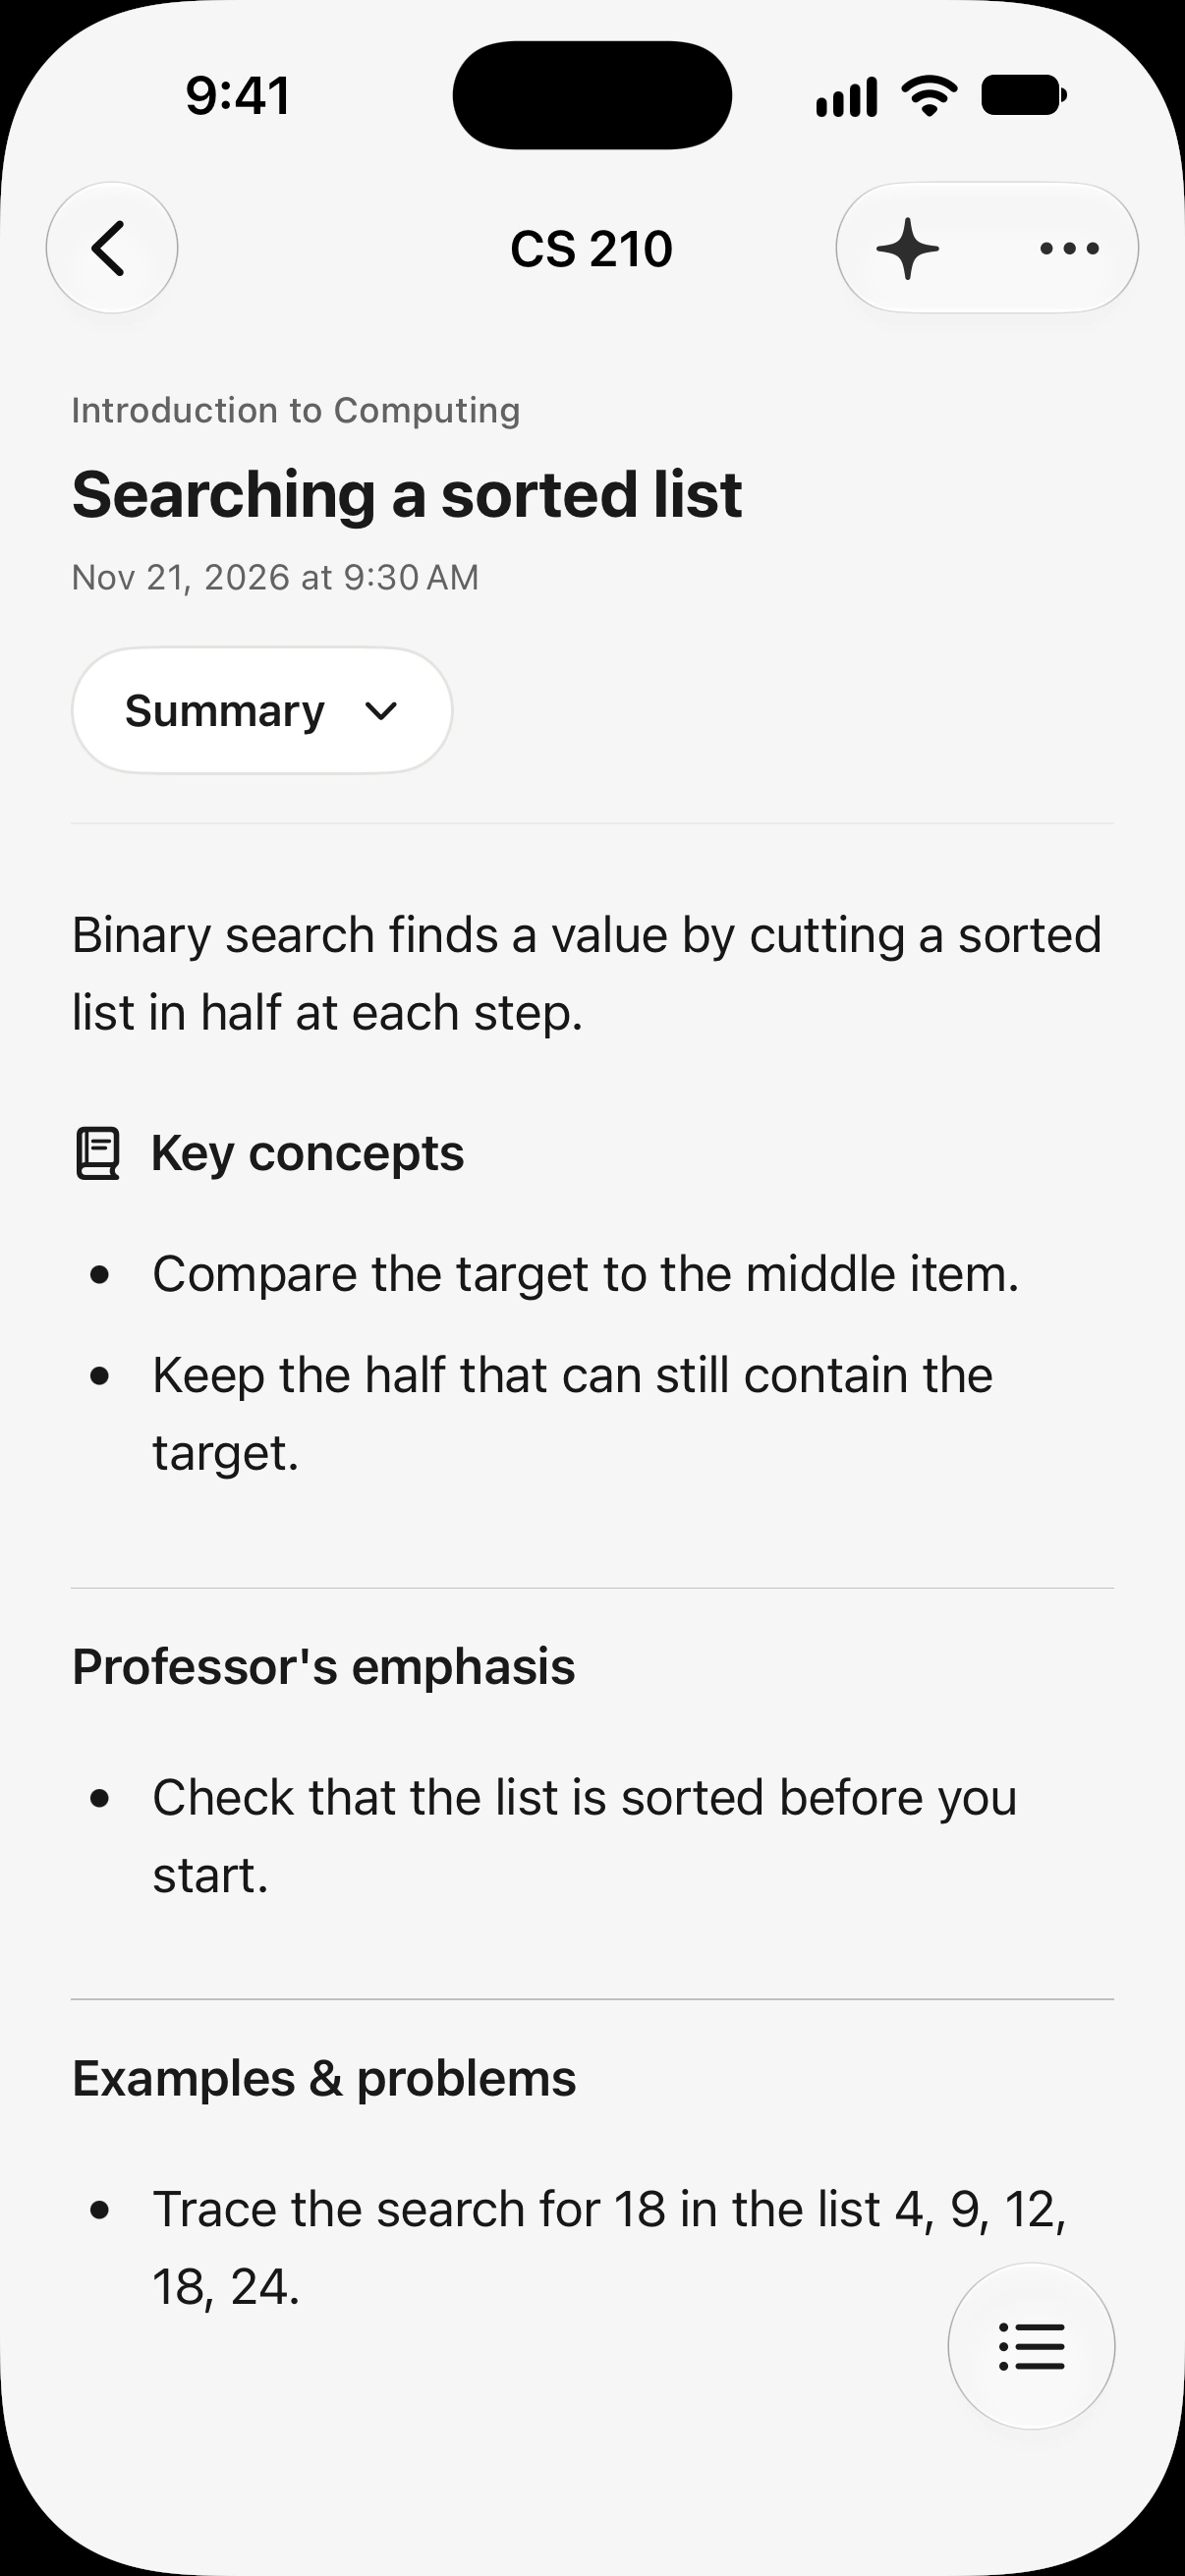 9:41
CS 210
Introduction to Computing
Searching a sorted list
Nov 21, 2026 at 9:30 AM
Summary
Binary search finds a value by cutting a sorted
list in half at each step.
Key concepts
• Compare the target to the middle item.
• Keep the half that can still contain the
target.
Professor's emphasis
• Check that the list is sorted before you
start.
Examples & problems
• Trace the search for 18 in the list 4, 9, 12,
18, 24.